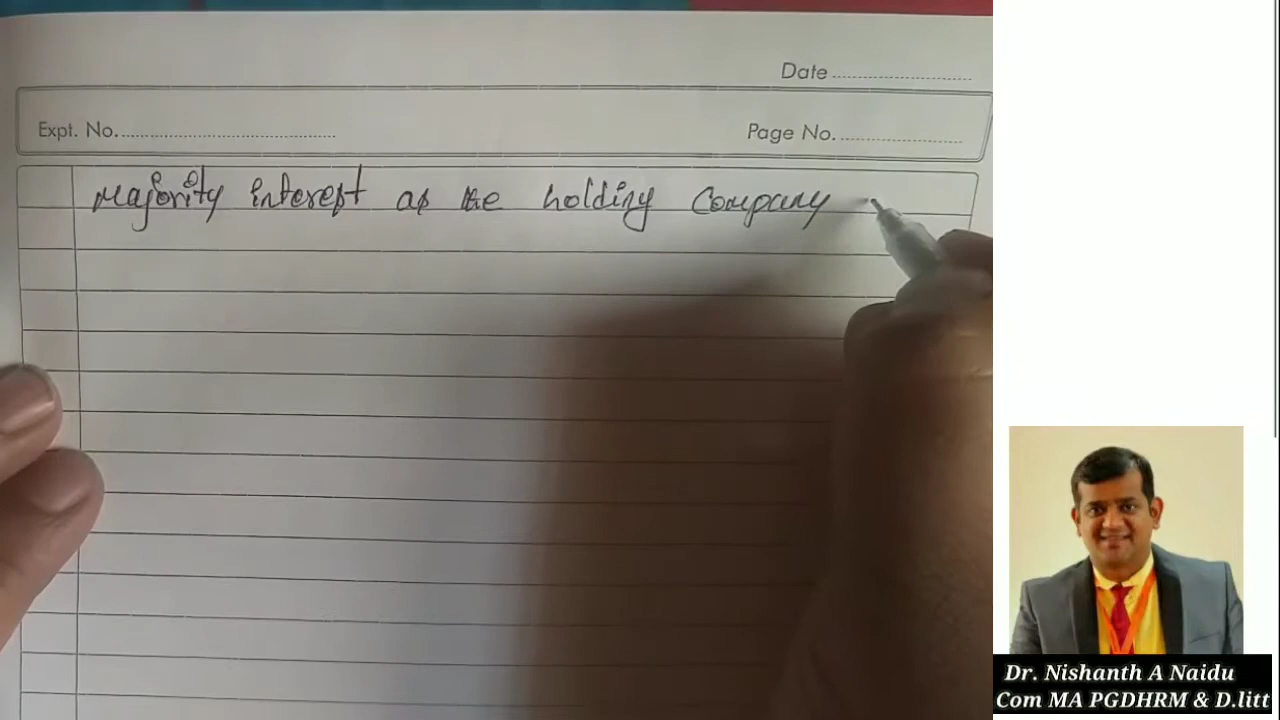 Date
Expt. No.
Page No.
Majority interest as the holding Company
Dr. Nishanth A Naidu
Com MA PGDHRM & D.litt